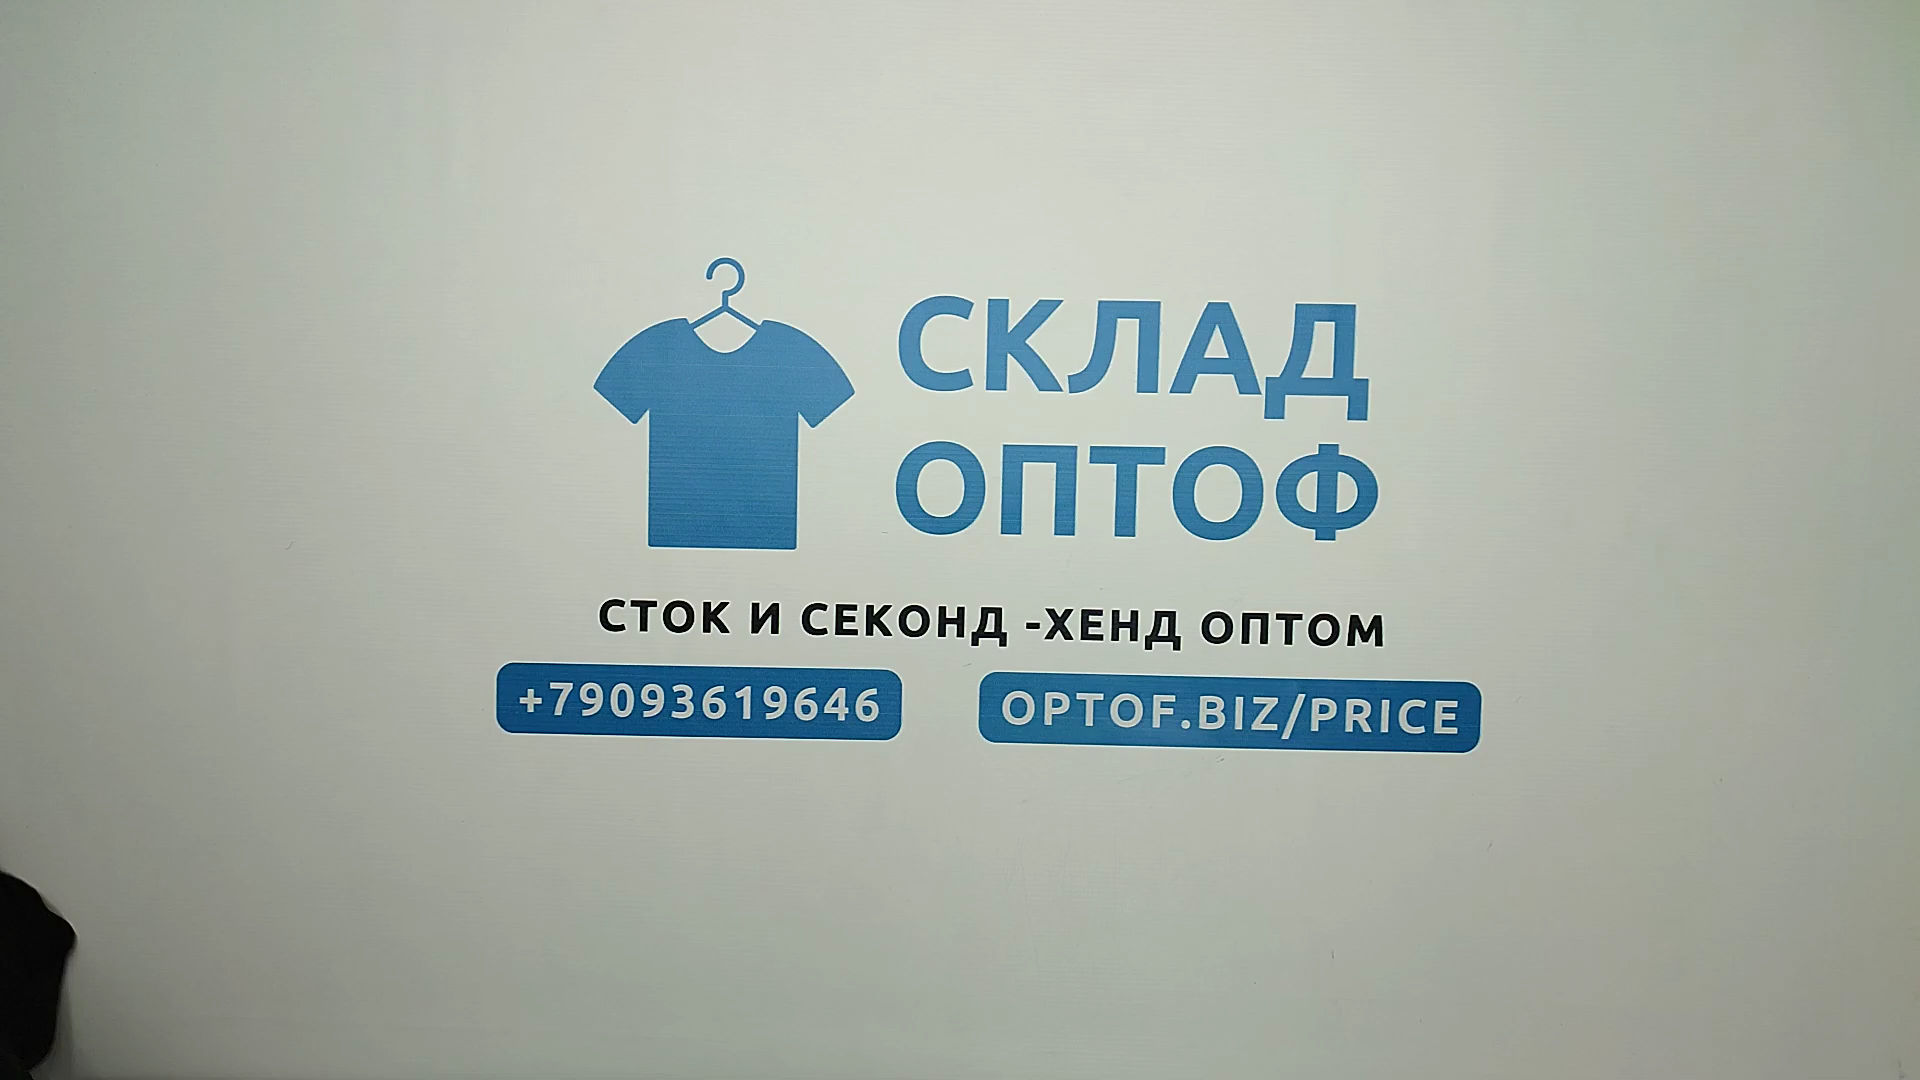 СКЛАД
ОПТОФ
СТОК И СЕКОНД -ХЕНД ОПТОМ
+79093619646
OPTOF.BIZ/PRICE